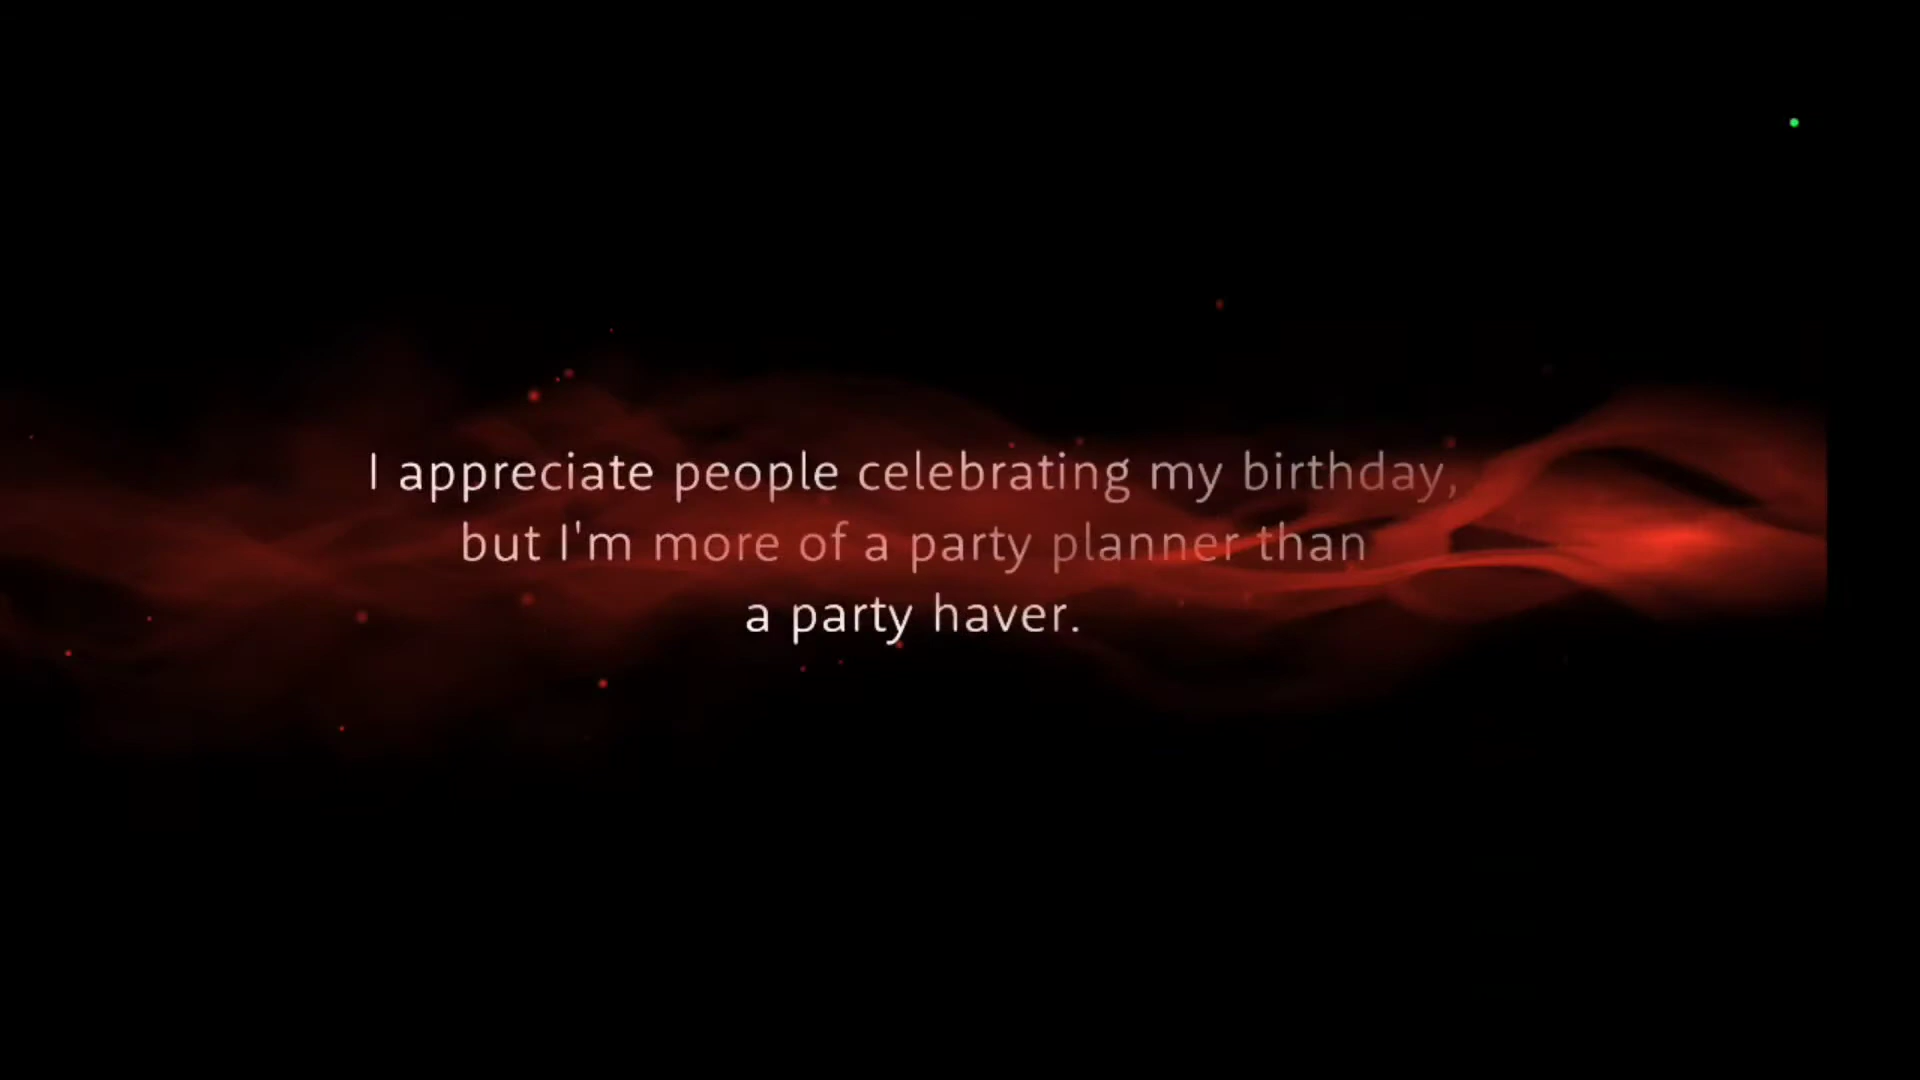 I appreciate people celebrating my birthday,
but I'm more of a party planner than
a party haver.